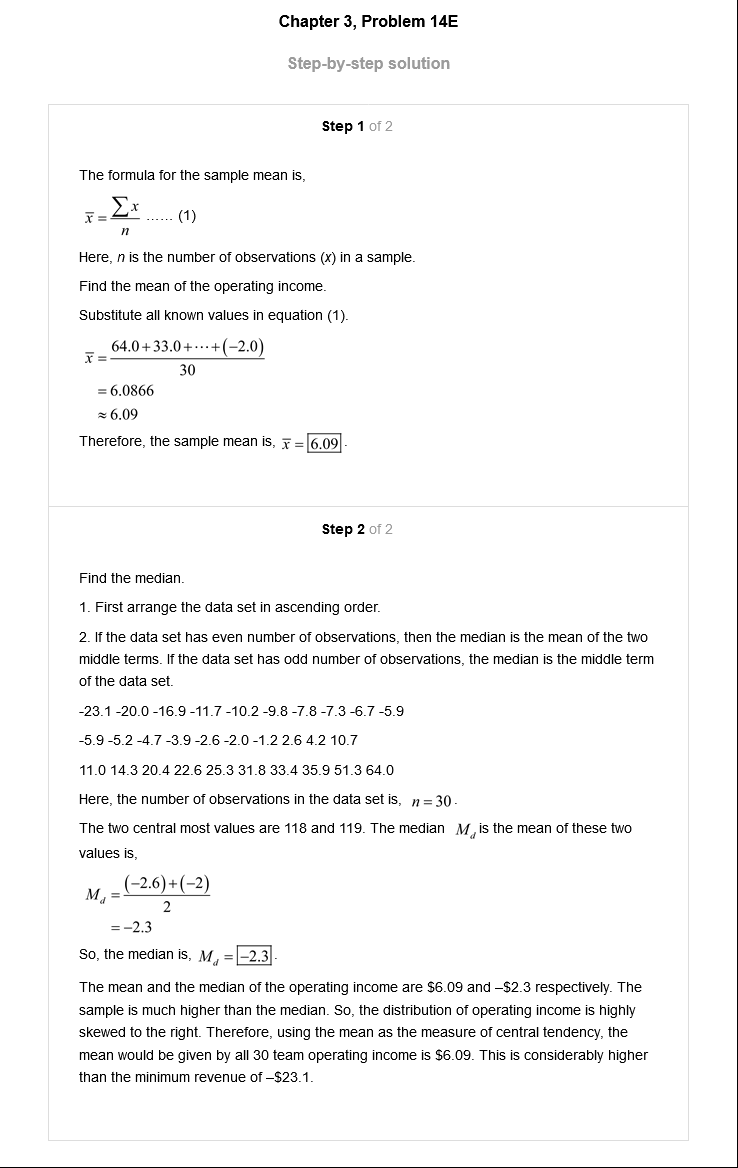 Chapter 3, Problem 14E
Step-by-step solution
Step 1 of 2
The formula for the sample mean is,
x̄ = ∑x / n ...... (1)
Here, n is the number of observations (x) in a sample.
Find the mean of the operating income.
Substitute all known values in equation (1).
x̄ = 64.0+33.0+⋯+(−2.0) / 30
= 6.0866
≈ 6.09
Therefore, the sample mean is, x̄ = 6.09.
Step 2 of 2
Find the median.
1. First arrange the data set in ascending order.
2. If the data set has even number of observations, then the median is the mean of the two
middle terms. If the data set has odd number of observations, the median is the middle term
of the data set.
-23.1 -20.0 -16.9 -11.7 -10.2 -9.8 -7.8 -7.3 -6.7 -5.9
-5.9 -5.2 -4.7 -3.9 -2.6 -2.0 -1.2 2.6 4.2 10.7
11.0 14.3 20.4 22.6 25.3 31.8 33.4 35.9 51.3 64.0
Here, the number of observations in the data set is, n = 30.
The two central most values are 118 and 119. The median M_d is the mean of these two
values is,
M_d = (−2.6)+(−2) / 2
= −2.3
So, the median is, M_d = −2.3.
The mean and the median of the operating income are $6.09 and –$2.3 respectively. The
sample is much higher than the median. So, the distribution of operating income is highly
skewed to the right. Therefore, using the mean as the measure of central tendency, the
mean would be given by all 30 team operating income is $6.09. This is considerably higher
than the minimum revenue of –$23.1.